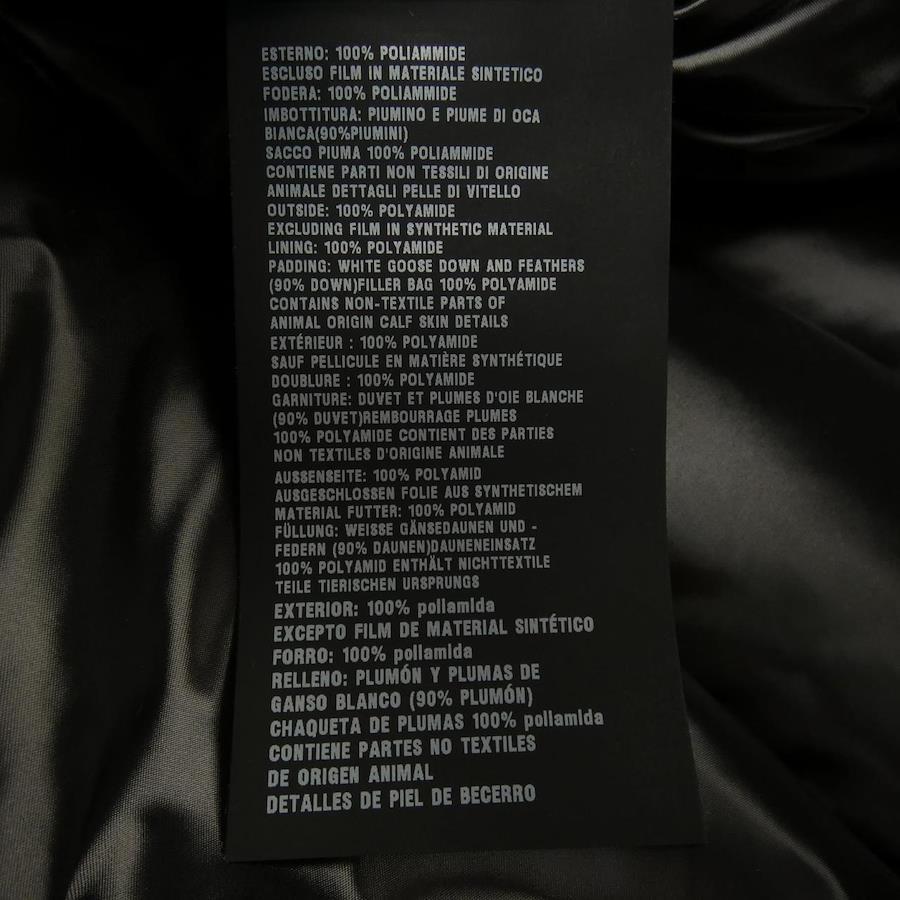 ESTERNO: 100% POLIAMMIDE
ESCLUSO FILM IN MATERIALE SINTETICO
FODERA: 100% POLIAMMIDE
IMBOTTITURA: PIUMINO E PIUME DI OCA
BIANCA(90%PIUMINI)
SACCO PIUMA 100% POLIAMMIDE
CONTIENE PARTI NON TESSILI DI ORIGINE
ANIMALE DETTAGLI PELLE DI VITELLO
OUTSIDE: 100% POLYAMIDE
EXCLUDING FILM IN SYNTHETIC MATERIAL
LINING: 100% POLYAMIDE
PADDING: WHITE GOOSE DOWN AND FEATHERS
(90% DOWN)FILLER BAG 100% POLYAMIDE
CONTAINS NON-TEXTILE PARTS OF
ANIMAL ORIGIN CALF SKIN DETAILS
EXTÉRIEUR : 100% POLYAMIDE
SAUF PELLICULE EN MATIÈRE SYNTHÉTIQUE
DOUBLURE : 100% POLYAMIDE
GARNITURE: DUVET ET PLUMES D'OIE BLANCHE
(90% DUVET)REMBOURRAGE PLUMES
100% POLYAMIDE CONTIENT DES PARTIES
NON TEXTILES D'ORIGINE ANIMALE
AUSSENSEITE: 100% POLYAMID
AUSGESCHLOSSEN FOLIE AUS SYNTHETISCHEM
MATERIAL FUTTER: 100% POLYAMID
FÜLLUNG: WEISSE GÄNSEDAUNEN UND -
FEDERN (90% DAUNEN)DAUNENEINSATZ
100% POLYAMID ENTHÄLT NICHTTEXTILE
TEILE TIERISCHEN URSPRUNGS
EXTERIOR: 100% poliamida
EXCEPTO FILM DE MATERIAL SINTÉTICO
FORRO: 100% poliamida
RELLENO: PLUMÓN Y PLUMAS DE
GANSO BLANCO (90% PLUMÓN)
CHAQUETA DE PLUMAS 100% poliamida
CONTIENE PARTES NO TEXTILES
DE ORIGEN ANIMAL
DETALLES DE PIEL DE BECERRO